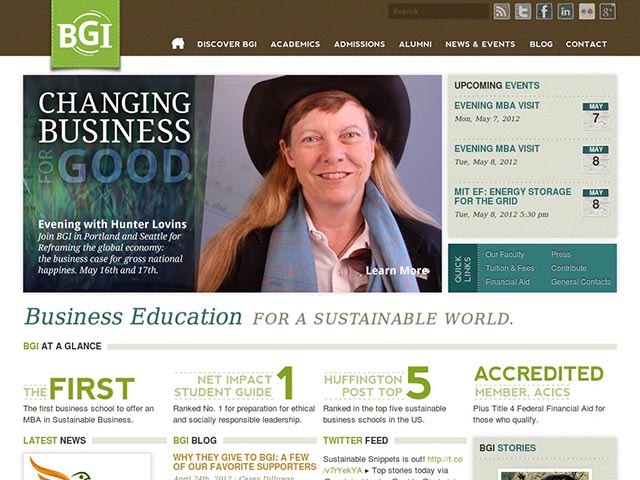 BGI
Search
DISCOVER BGI
ACADEMICS
ADMISSIONS
ALUMNI
NEWS & EVENTS
BLOG
CONTACT
CHANGING
BUSINESS
FOR GOOD
Evening with Hunter Lovins
Join BGI in Portland and Seattle for
Reframing the global economy:
the business case for gross national
happines. May 16th and 17th.
Learn More
UPCOMING EVENTS
EVENING MBA VISIT
Mon, May 7, 2012
MAY
7
EVENING MBA VISIT
Tue, May 8, 2012
MAY
8
MIT EF: ENERGY STORAGE
FOR THE GRID
Tue, May 8, 2012 5:30 pm
MAY
8
QUICK
LINKS
Our Faculty
Press
Tuition & Fees
Contribute
Financial Aid
General Contacts
Business Education FOR A SUSTAINABLE WORLD.
BGI AT A GLANCE
THE FIRST
The first business school to offer an
MBA in Sustainable Business.
NET IMPACT
STUDENT GUIDE 1
Ranked No. 1 for preparation for ethical
and socially responsible leadership.
HUFFINGTON
POST TOP 5
Ranked in the top five sustainable
business schools in the US.
ACCREDITED
MEMBER, ACICS
Plus Title 4 Federal Financial Aid for
those who qualify.
LATEST NEWS
BGI BLOG
WHY THEY GIVE TO BGI: A FEW
OF OUR FAVORITE SUPPORTERS
April 24th, 2012 : Casey Dilloway
TWITTER FEED
Sustainable Snippets is out! http://t.co
/v7rYekYA ▸ Top stories today via
BGI STORIES